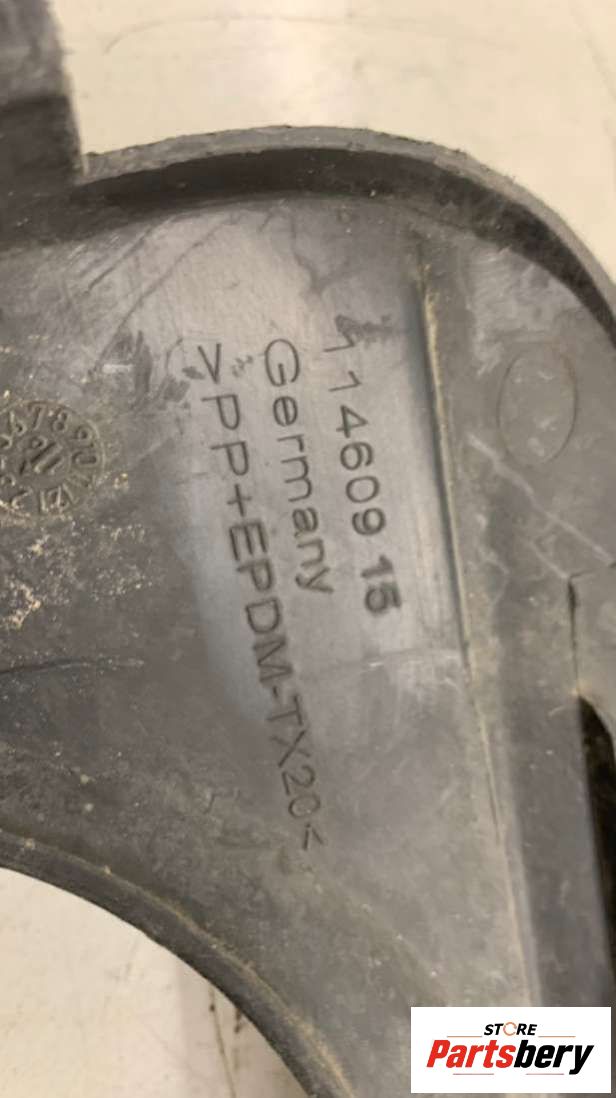 114609 15
Germany
>PP+EPDM-TX20<
STORE
Partsbery